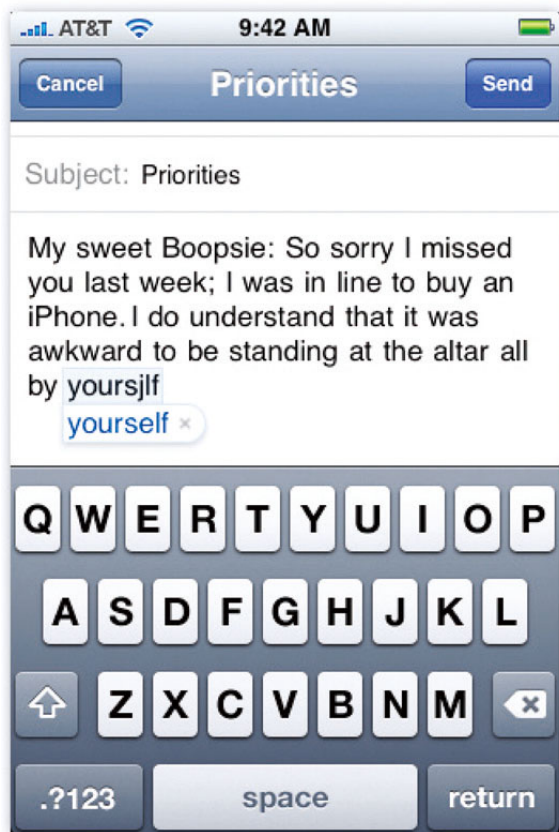 AT&T 9:42 AM
Cancel Priorities Send
Subject: Priorities
My sweet Boopsie: So sorry I missed
you last week; I was in line to buy an
iPhone. I do understand that it was
awkward to be standing at the altar all
by yoursjlf
yourself ×
Q W E R T Y U I O P
A S D F G H J K L
Z X C V B N M
.?123 space return